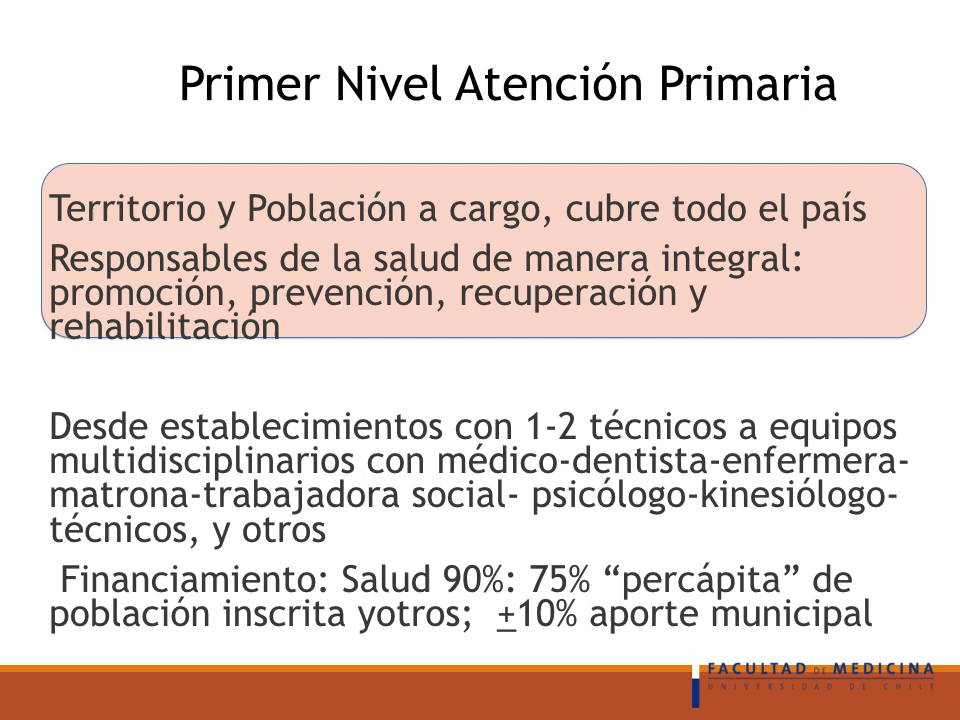 Primer Nivel Atención Primaria
Territorio y Población a cargo, cubre todo el país
Responsables de la salud de manera integral:
promoción, prevención, recuperación y
rehabilitación
Desde establecimientos con 1-2 técnicos a equipos
multidisciplinarios con médico-dentista-enfermera-
matrona-trabajadora social- psicólogo-kinesiólogo-
técnicos, y otros
Financiamiento: Salud 90%: 75% “percápita” de
población inscrita yotros; +10% aporte municipal
FACULTAD DE MEDICINA
UNIVERSIDAD DE CHILE